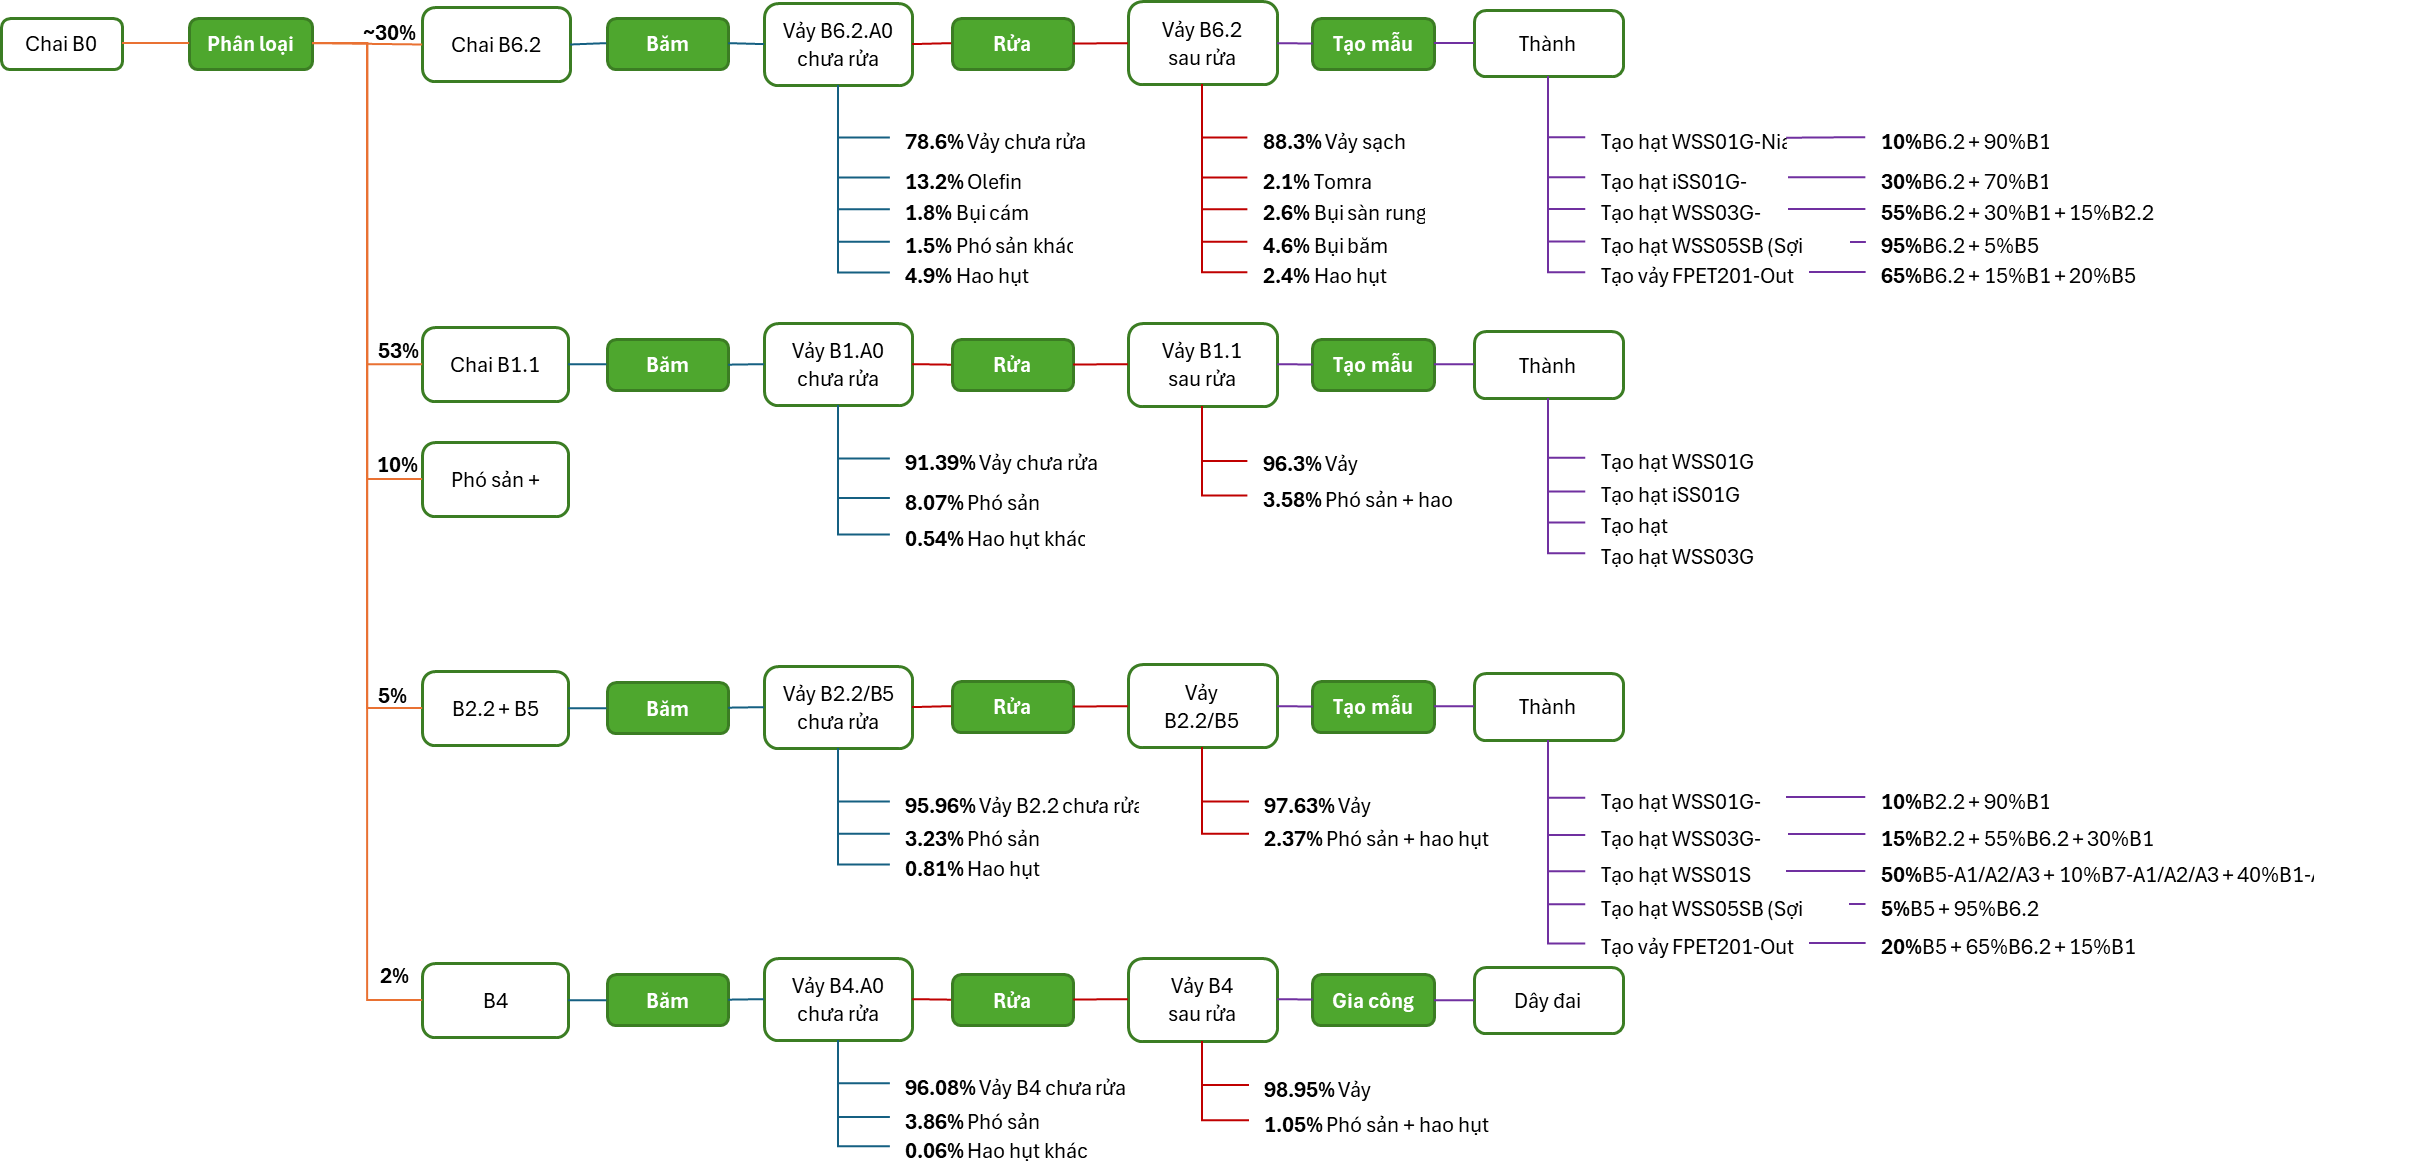 Chai B0
Phân loại
~30%
Chai B6.2
Băm
Vảy B6.2.A0
chưa rửa
Rửa
Vảy B6.2
sau rửa
Tạo mẫu
Thành
78.6% Vảy chưa rửa
13.2% Olefin
1.8% Bụi cám
1.5% Phó sản khác
4.9% Hao hụt
88.3% Vảy sạch
2.1% Tomra
2.6% Bụi sàn rung
4.6% Bụi băm
2.4% Hao hụt
Tạo hạt WSS01G-Nia
10%B6.2 + 90%B1
Tạo hạt iSS01G-
30%B6.2 + 70%B1
Tạo hạt WSS03G-
55%B6.2 + 30%B1 + 15%B2.2
Tạo hạt WSS05SB (Sợi
95%B6.2 + 5%B5
Tạo vảy FPET201-Out
65%B6.2 + 15%B1 + 20%B5
53%
Chai B1.1
Băm
Vảy B1.A0
chưa rửa
Rửa
Vảy B1.1
sau rửa
Tạo mẫu
Thành
91.39% Vảy chưa rửa
8.07% Phó sản
0.54% Hao hụt khác
96.3% Vảy
3.58% Phó sản + hao
Tạo hạt WSS01G
Tạo hạt iSS01G
Tạo hạt
Tạo hạt WSS03G
10%
Phó sản +
5%
B2.2 + B5
Băm
Vảy B2.2/B5
chưa rửa
Rửa
Vảy
B2.2/B5
Tạo mẫu
Thành
95.96% Vảy B2.2 chưa rửa
3.23% Phó sản
0.81% Hao hụt
97.63% Vảy
2.37% Phó sản + hao hụt
Tạo hạt WSS01G-
10%B2.2 + 90%B1
Tạo hạt WSS03G-
15%B2.2 + 55%B6.2 + 30%B1
Tạo hạt WSS01S
50%B5-A1/A2/A3 + 10%B7-A1/A2/A3 + 40%B1-
Tạo hạt WSS05SB (Sợi
5%B5 + 95%B6.2
Tạo vảy FPET201-Out
20%B5 + 65%B6.2 + 15%B1
2%
B4
Băm
Vảy B4.A0
chưa rửa
Rửa
Vảy B4
sau rửa
Gia công
Dây đai
96.08% Vảy B4 chưa rửa
3.86% Phó sản
0.06% Hao hụt khác
98.95% Vảy
1.05% Phó sản + hao hụt